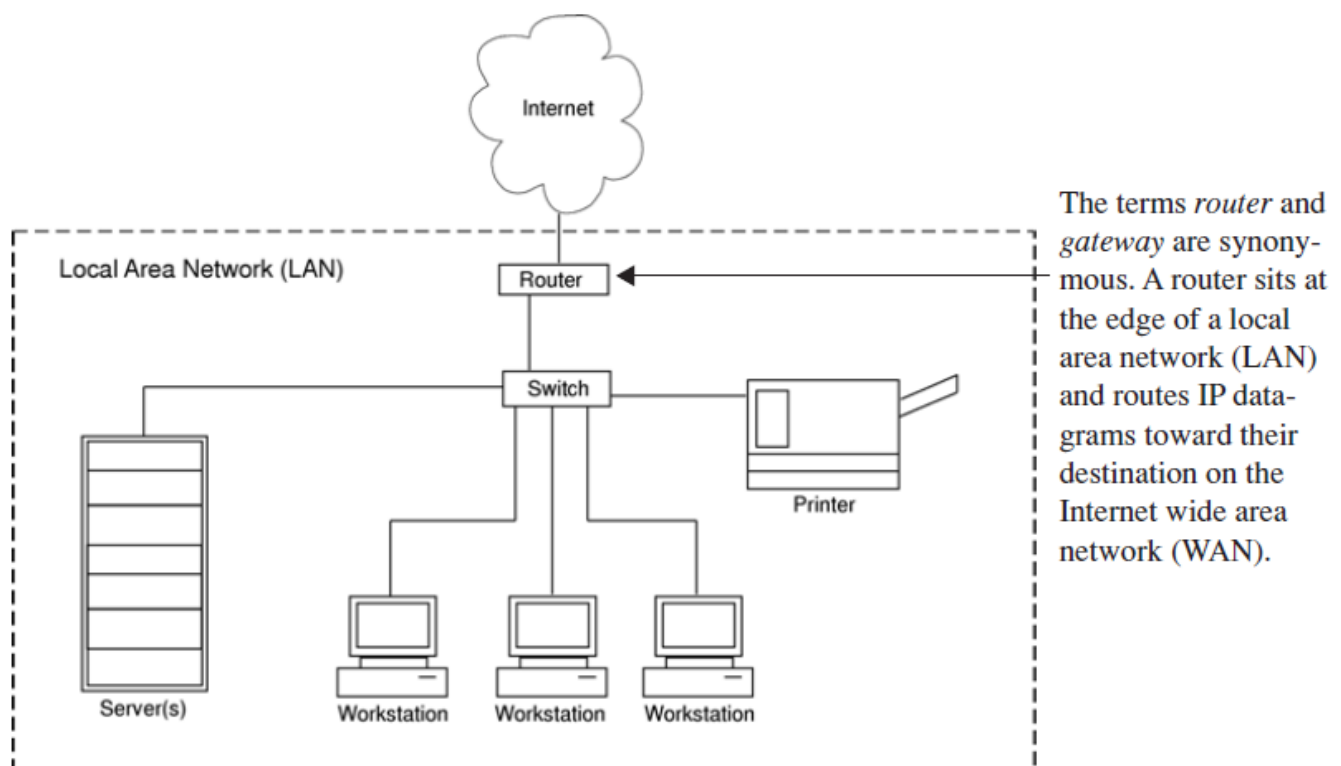 Internet
Local Area Network (LAN)
Router
The terms router and
gateway are synony-
mous. A router sits at
the edge of a local
area network (LAN)
and routes IP data-
grams toward their
destination on the
Internet wide area
network (WAN).
Switch
Printer
Server(s)
Workstation
Workstation
Workstation